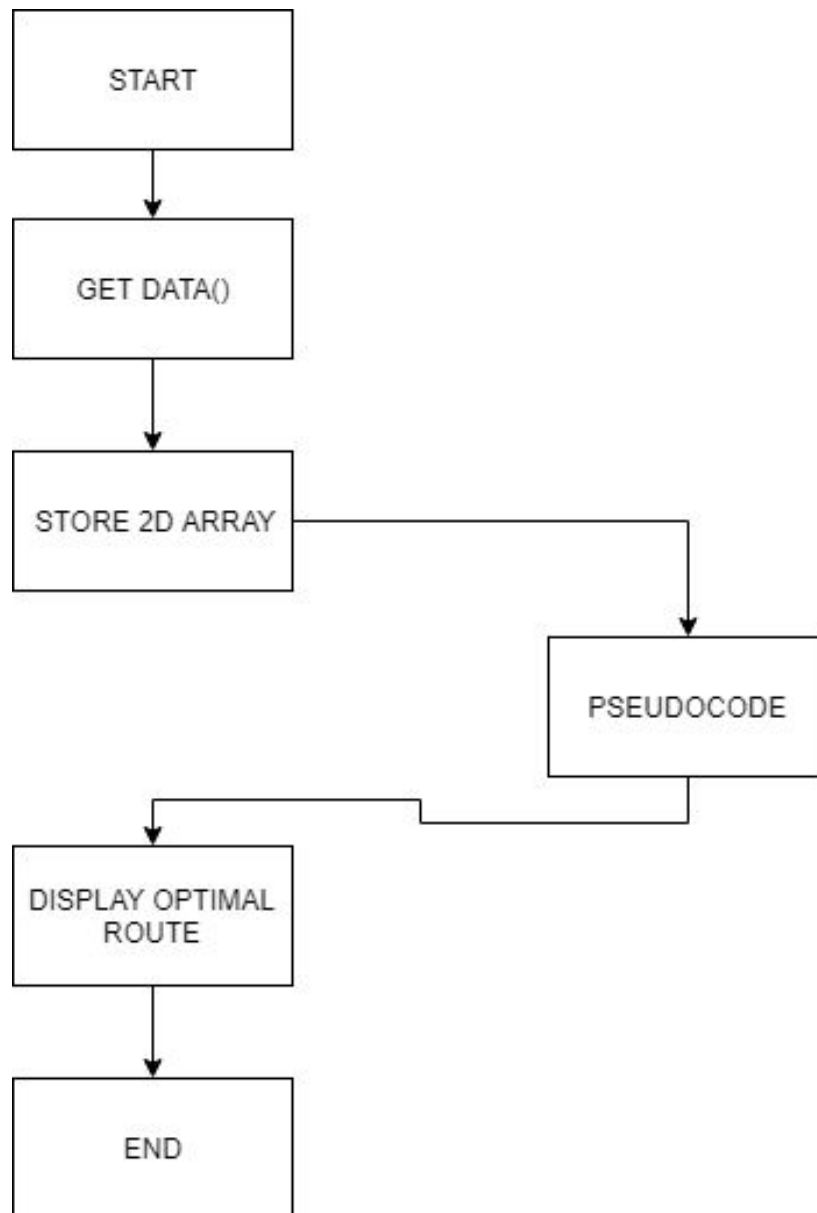 START
GET DATA()
STORE 2D ARRAY
PSEUDOCODE
DISPLAY OPTIMAL
ROUTE
END